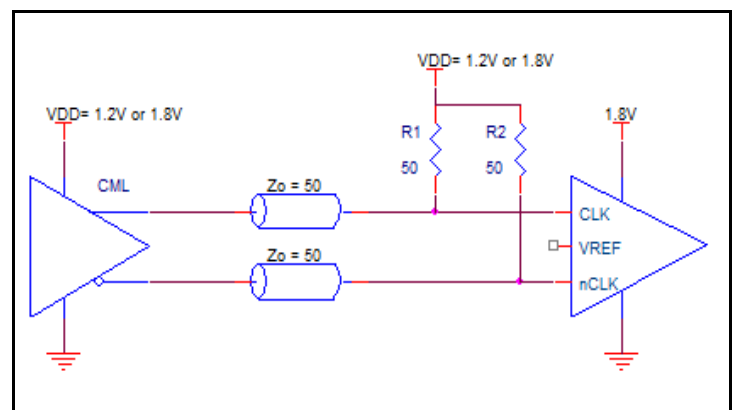 VDD= 1.2V or 1.8V
VDD= 1.2V or 1.8V
1.8V
R1
R2
50
50
CML
Zo = 50
Zo = 50
CLK
VREF
nCLK